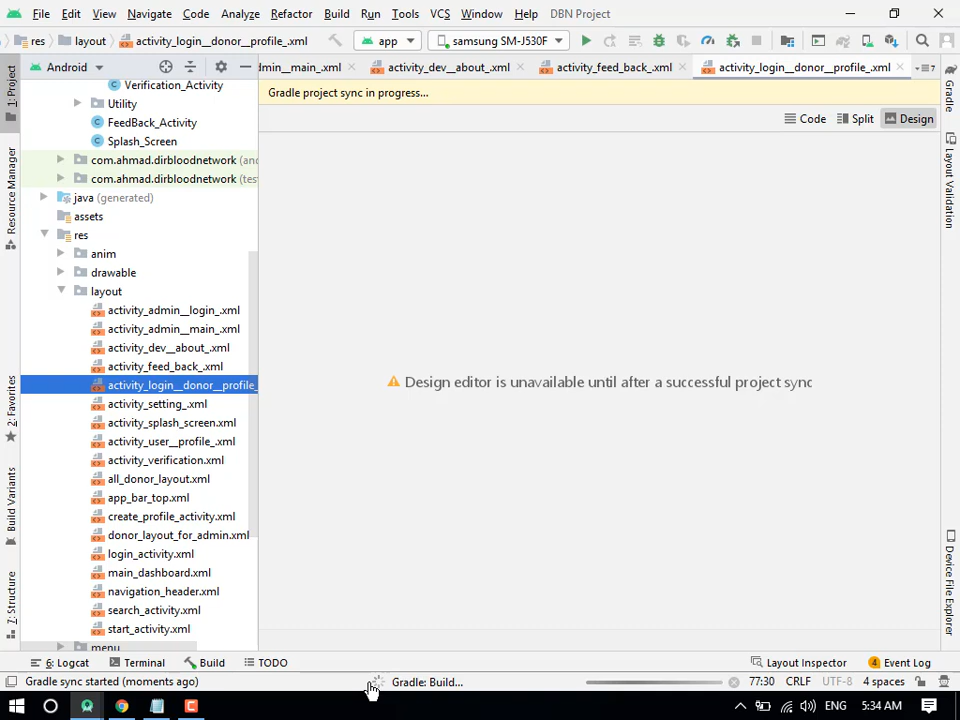 File Edit View Navigate Code Analyze Refactor Build Run Tools VCS Window Help DBN Project
res layout activity_login__donor__profile_.xml app samsung SM-J530F
Android dmin__main_.xml activity_dev__about_.xml activity_feed_back_.xml activity_login__donor__profile_.xml 7
Gradle project sync in progress...
Code Split Design
Verification_Activity
Utility
FeedBack_Activity
Splash_Screen
com.ahmad.dirbloodnetwork (and
com.ahmad.dirbloodnetwork (tes
java (generated)
assets
res
anim
drawable
layout
activity_admin__login_.xml
activity_admin__main_.xml
activity_dev__about_.xml
activity_feed_back_.xml
activity_login__donor__profile_
activity_setting_.xml
activity_splash_screen.xml
activity_user__profile_.xml
activity_verification.xml
all_donor_layout.xml
app_bar_top.xml
create_profile_activity.xml
donor_layout_for_admin.xml
login_activity.xml
main_dashboard.xml
navigation_header.xml
search_activity.xml
start_activity.xml
menu
Design editor is unavailable until after a successful project sync
1: Project
Resource Manager
2: Favorites
Build Variants
7: Structure
Gradle
Layout Validation
Device File Explorer
6: Logcat Terminal Build TODO Layout Inspector 4 Event Log
Gradle sync started (moments ago) Gradle: Build... 77:30 CRLF UTF-8 4 spaces
ENG 5:34 AM